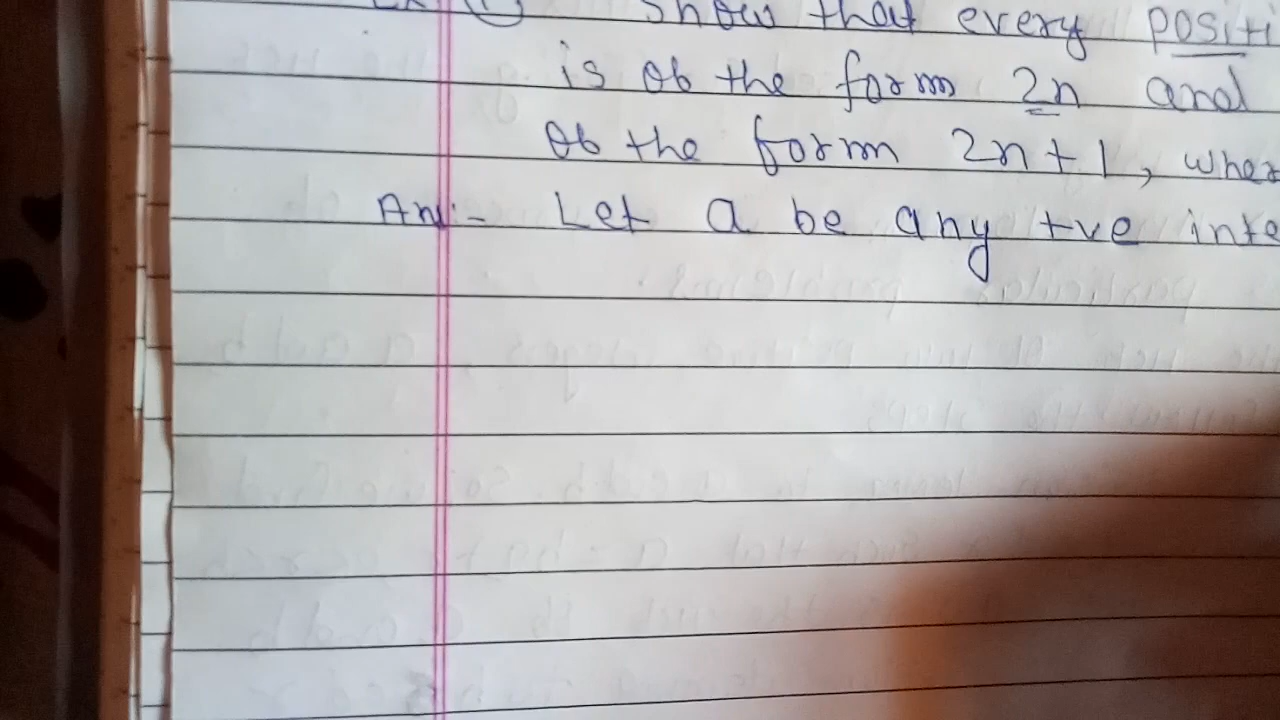 Show that every positi
is of the form 2n and
of the form 2n + 1, wher
Ans:- Let a be any +ve inte